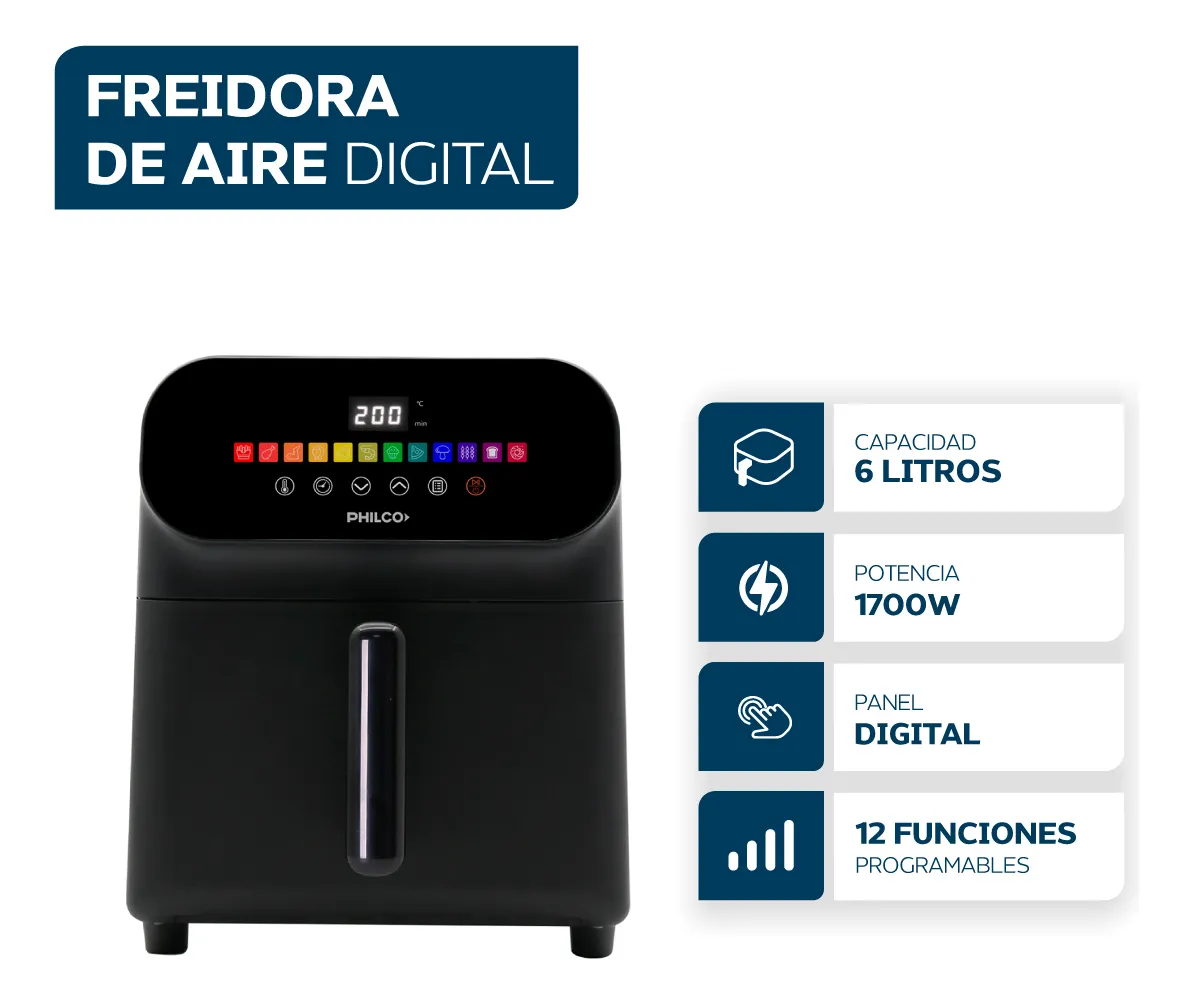 FREIDORA
DE AIRE DIGITAL
200
°C
min
PHILCO
CAPACIDAD
6 LITROS
POTENCIA
1700W
PANEL
DIGITAL
12 FUNCIONES
PROGRAMABLES